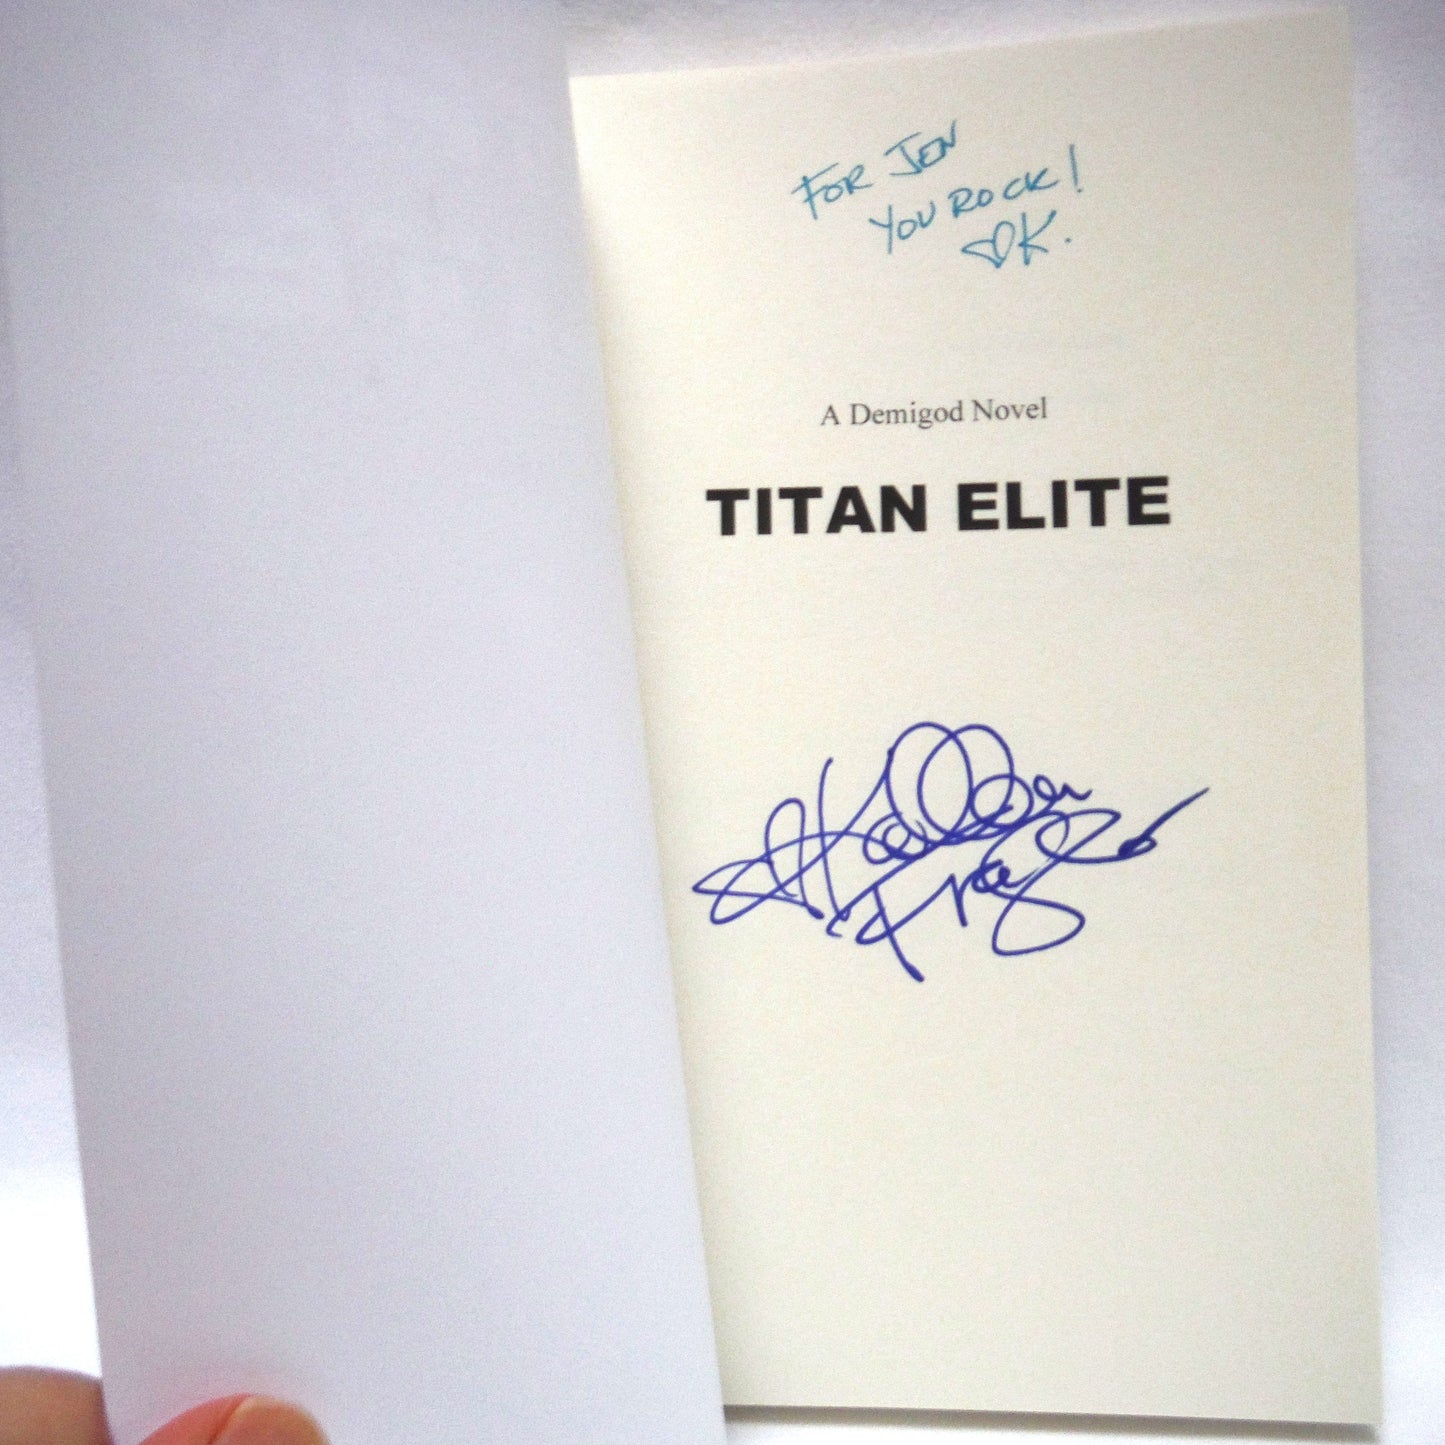 FOR JEN
YOU ROCK!
♡K.
A Demigod Novel
TITAN ELITE